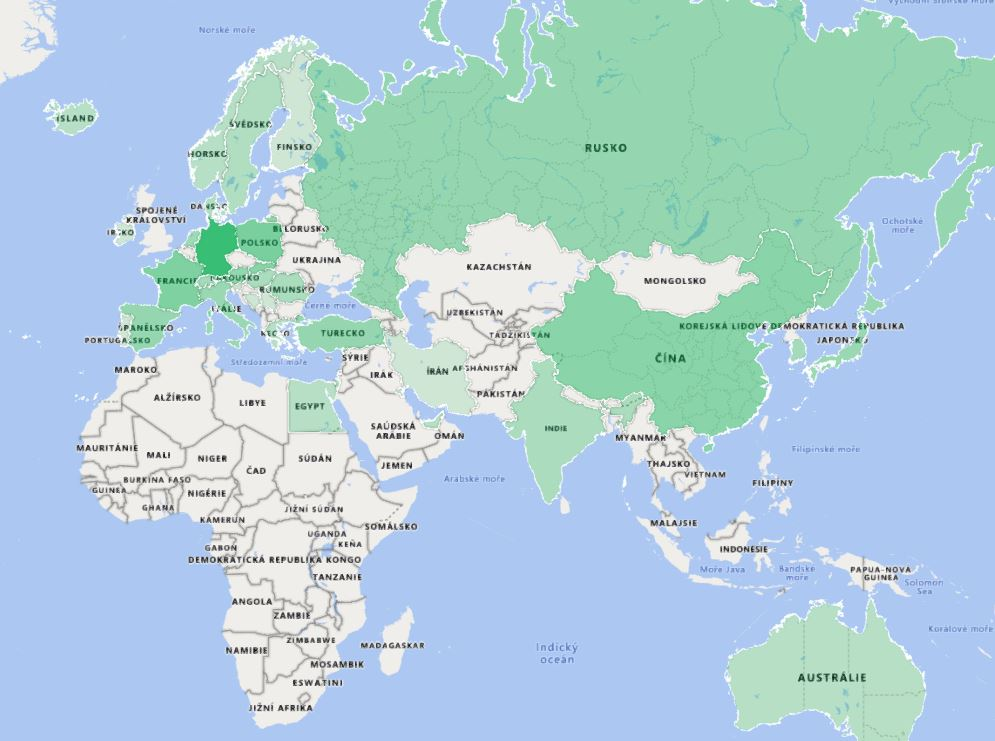 Norské moře
ISLAND
ŠVÉDSKO
FINSKO
NORSKO
RUSKO
DÁNSKO
SPOJENÉ
KRÁLOVSTVÍ
IRSKO
BĚLORUSKO
POLSKO
UKRAJINA
Ochotské
moře
KAZACHSTÁN
MONGOLSKO
FRANCIE
RAKOUSKO
RUMUNSKO
ITÁLIE
Černé moře
UZBEKISTÁN
KOREJSKÁ LIDOVĚ DEMOKRATICKÁ REPUBLIKA
ŠPANĚLSKO
PORTUGALSKO
ŘECKO
TURECKO
TÁDŽIKISTÁN
JAPONSKO
Středozemní moře
SÝRIE
ČÍNA
MAROKO
IRÁK
ÍRÁN
AFGHÁNISTÁN
PÁKISTÁN
ALŽÍRSKO
LIBYE
EGYPT
SAÚDSKÁ
ARÁBIE
OMÁN
INDIE
MYANMAR
Filipínské moře
MAURITÁNIE
MALI
NIGER
ČAD
SÚDÁN
JEMEN
Arabské moře
THAJSKO
VIETNAM
FILIPÍNY
BURKINA FASO
GUINEA
NIGÉRIE
GHANA
JIŽNÍ SÚDÁN
KAMERUN
SOMÁLSKO
MALAJSIE
UGANDA
KEŇA
GABON
DEMOKRATICKÁ REPUBLIKA KONGO
INDONÉSIE
TANZANIE
Moře Jáva
Bandské
moře
PAPUA-NOVÁ
GUINEA
Solomon
Sea
ANGOLA
ZAMBIE
Korálové moře
ZIMBABWE
NAMIBIE
MADAGASKAR
Indický
oceán
MOSAMBIK
ESWATINI
AUSTRÁLIE
JIŽNÍ AFRIKA